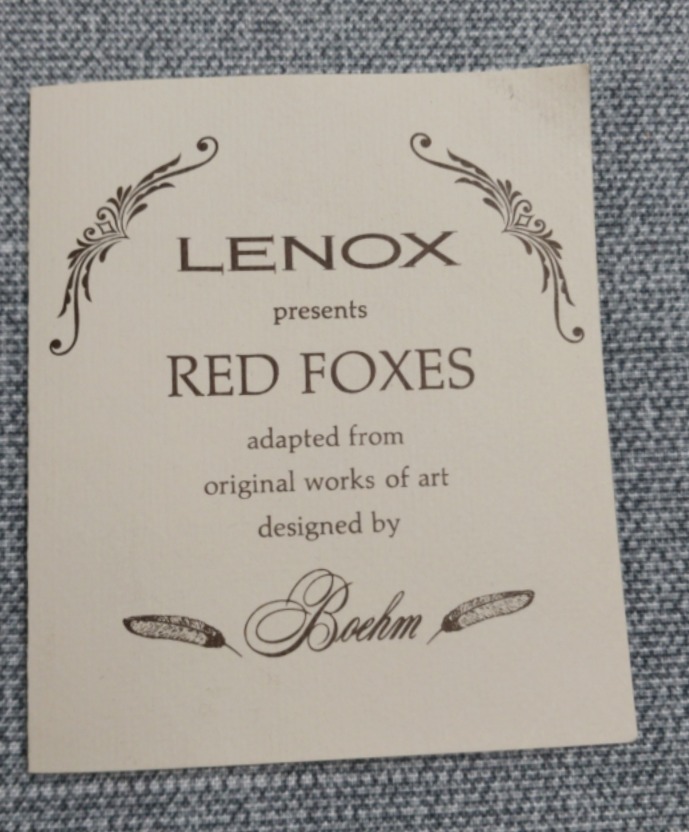 LENOX
presents
RED FOXES
adapted from
original works of art
designed by
Boehm